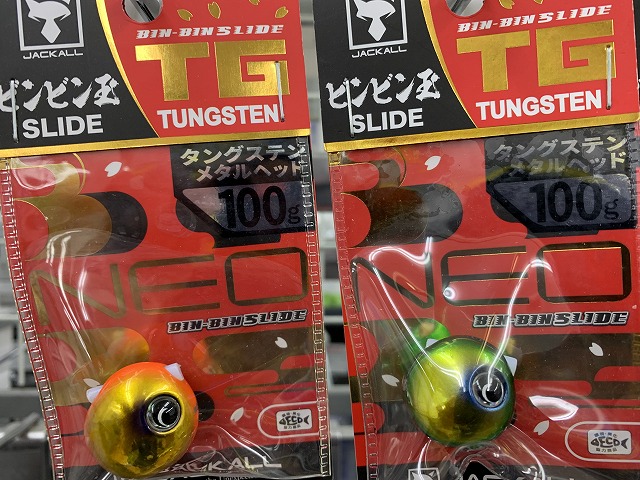 JACKALL
BIN-BIN SLIDE
TG
ビンビン玉
SLIDE
TUNGSTEN
タングステン
メタルヘッド
100g
NEO
BIN-BIN SLIDE
ECO
JACKALL
JACKALL
BIN-BIN SLIDE
TG
ビンビン玉
SLIDE
TUNGSTEN
タングステン
メタルヘッド
100g
NEO
BIN-BIN SLIDE
ECO